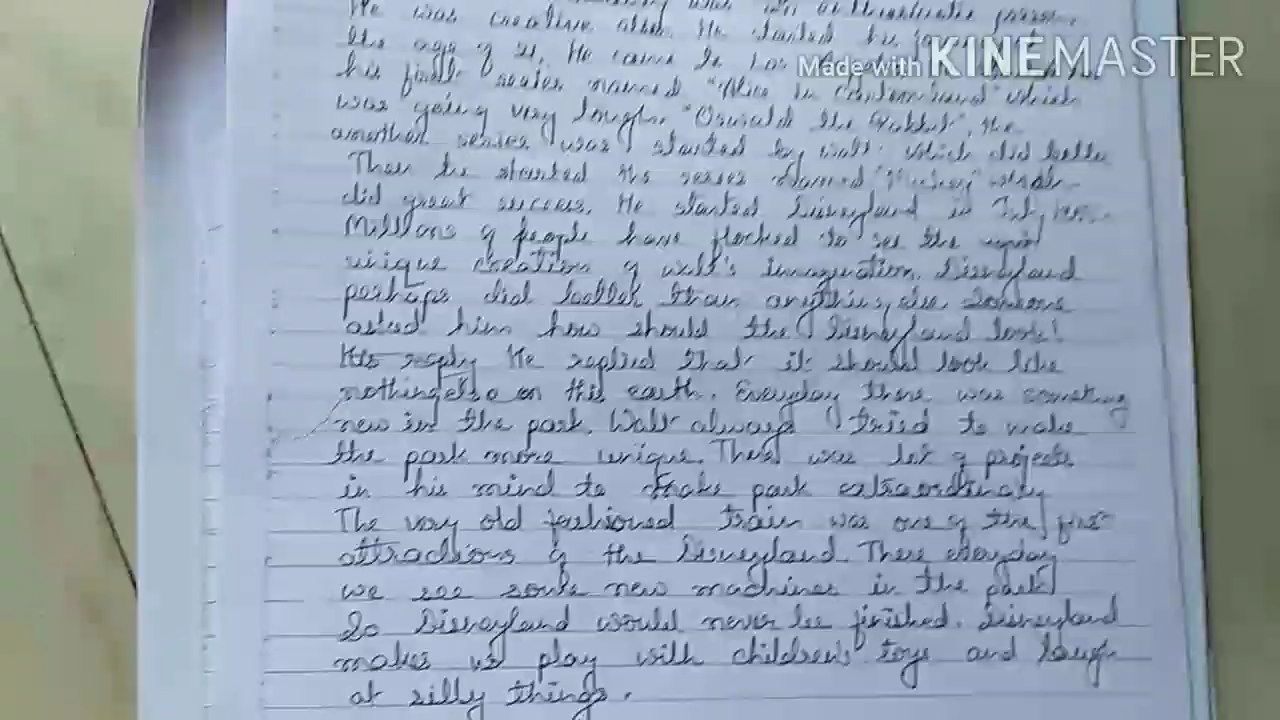 He was creative also. He started his
the age of 21. He came to Los
Made with KINEMASTER
his first series named "Alice in which
was going very tough. "Oswald the Rabbit", the
another series was started by walt which did belle
Then he started the series named "Mickey" which
did great success. He started Disneyland in July
Millions of people have flocked to see the
unique creation of walt's imagination. Disneyland
perhaps did better than anything else. Someone
asked him how should the Disneyland look!
He replied that it should look like
nothing else on this earth. Everyday there was something
new in the park. Walt always tried to make
the park more unique. There was lot of projects
in his mind to make park extraordinary
The very old fashioned train was one of the first
attractions of the Disneyland. There everyday
we see some new machines in the park
So Disneyland would never be finished. Disneyland
makes us play with children's toys and laugh
at silly things.